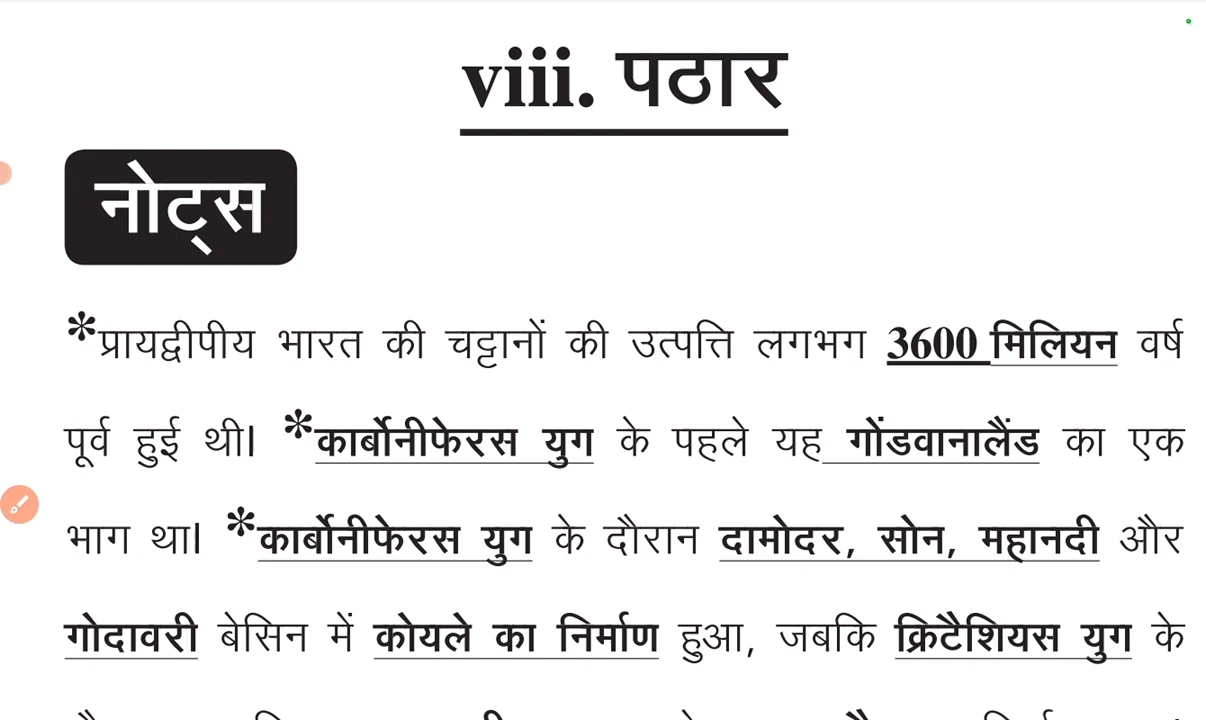 viii. पठार
नोट्स
*प्रायद्वीपीय भारत की चट्टानों की उत्पत्ति लगभग 3600 मिलियन वर्ष
पूर्व हुई थी। *कार्बोनीफेरस युग के पहले यह गोंडवानालैंड का एक
भाग था। *कार्बोनीफेरस युग के दौरान दामोदर, सोन, महानदी और
गोदावरी बेसिन में कोयले का निर्माण हुआ, जबकि क्रिटैशियस युग के